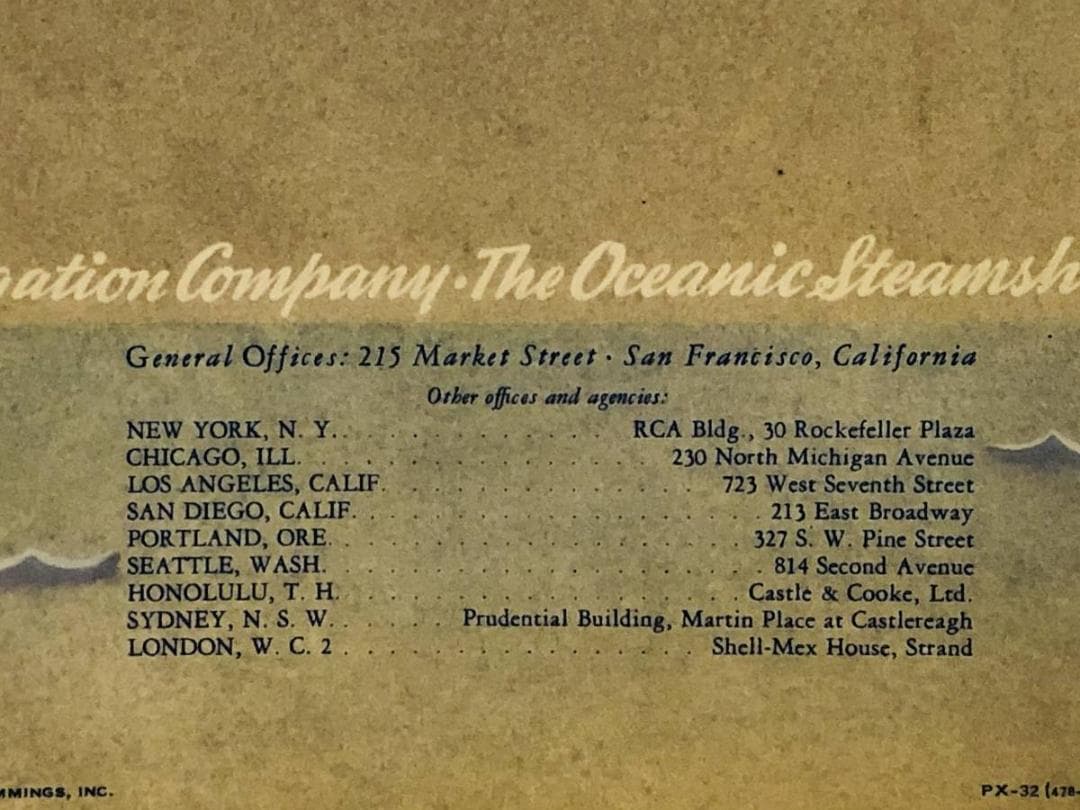 gation Company · The Oceanic Steamsh
General Offices: 215 Market Street · San Francisco, California
Other offices and agencies:
NEW YORK, N. Y. . . . . . . . . . . . RCA Bldg., 30 Rockefeller Plaza
CHICAGO, ILL. . . . . . . . . . . . . . 230 North Michigan Avenue
LOS ANGELES, CALIF. . . . . . . . . . . . . 723 West Seventh Street
SAN DIEGO, CALIF. . . . . . . . . . . . . . . . 213 East Broadway
PORTLAND, ORE. . . . . . . . . . . . . . . . 327 S. W. Pine Street
SEATTLE, WASH. . . . . . . . . . . . . . . . . 814 Second Avenue
HONOLULU, T. H. . . . . . . . . . . . . . . . Castle & Cooke, Ltd.
SYDNEY, N. S. W. . . . . . Prudential Building, Martin Place at Castlereagh
LONDON, W. C. 2 . . . . . . . . . . . . . . Shell-Mex House, Strand
MMINGS, INC.
PX-32 (478-